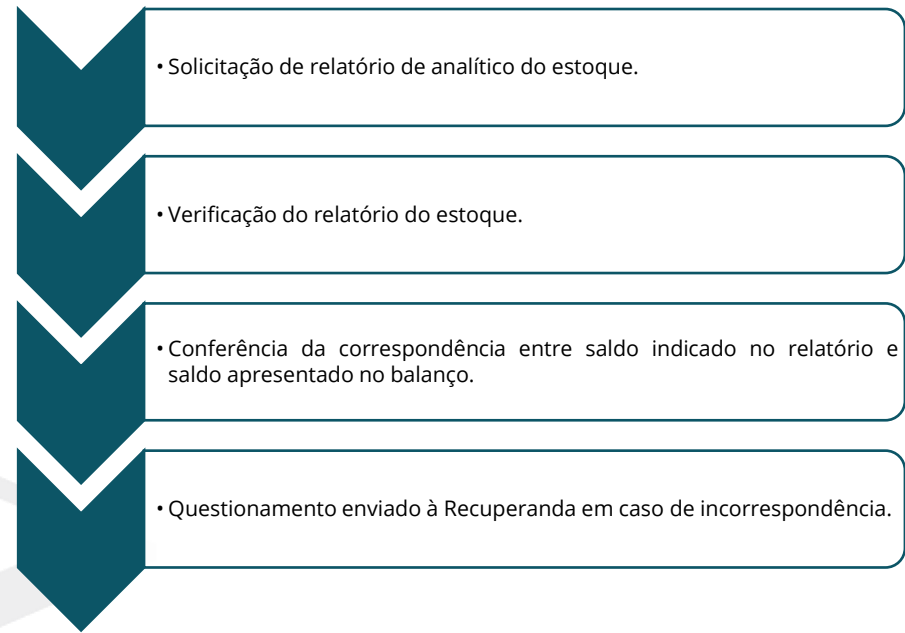 • Solicitação de relatório de analítico do estoque.
• Verificação do relatório do estoque.
• Conferência da correspondência entre saldo indicado no relatório e
saldo apresentado no balanço.
• Questionamento enviado à Recuperanda em caso de incorrespondência.